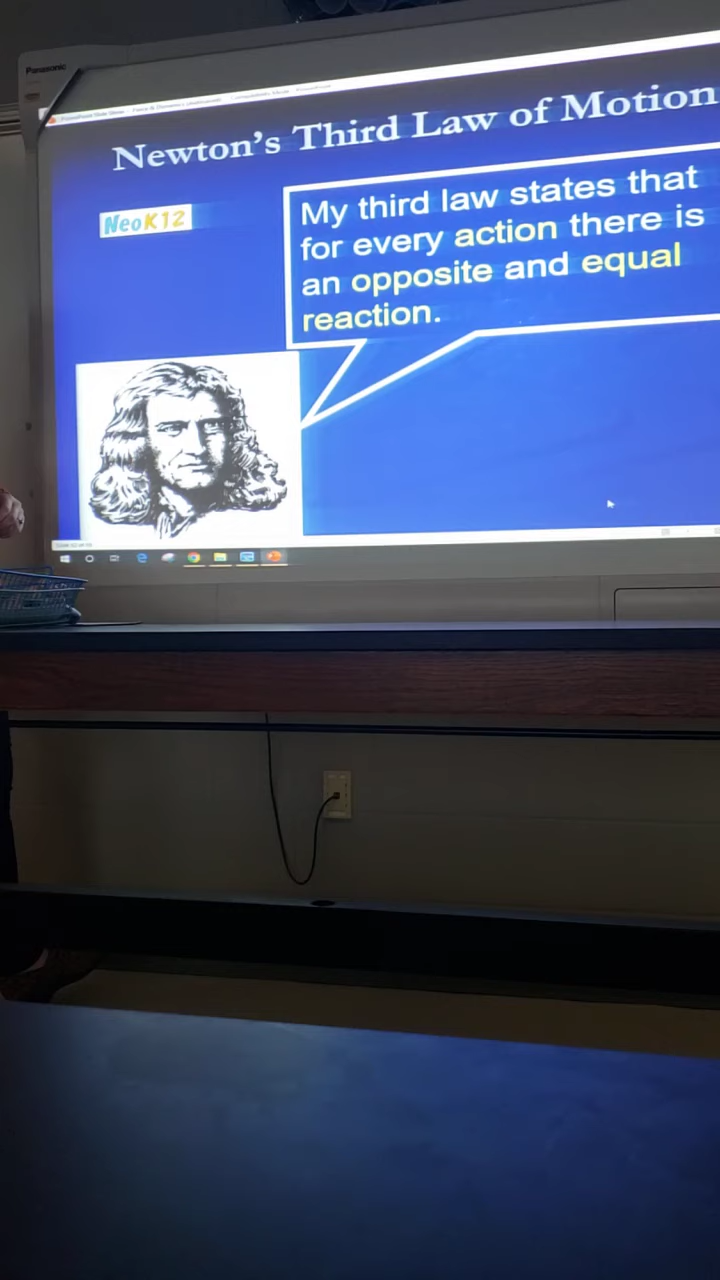 Panasonic
Newton's Third Law of Motion
NeoK12
My third law states that
for every action there is
an opposite and equal
reaction.